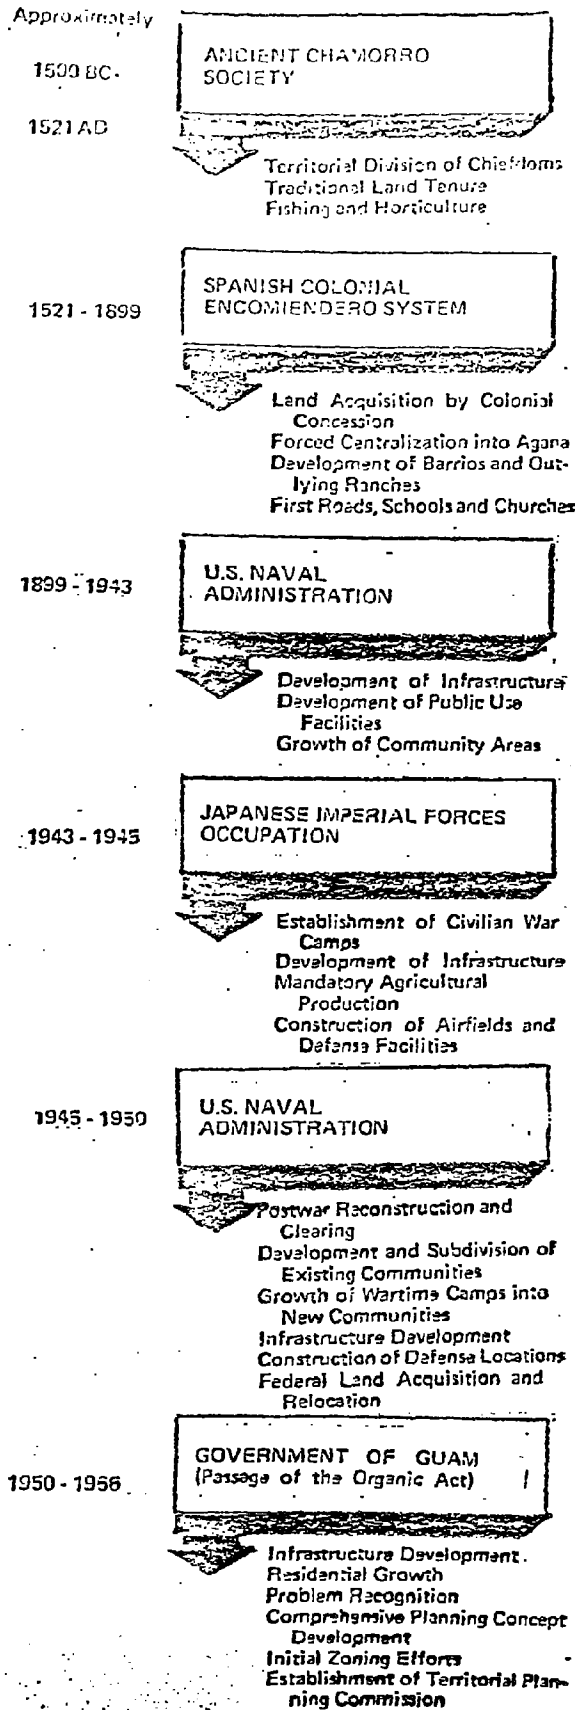 Approximately
1500 BC -
1521 AD
ANCIENT CHAMORRO
SOCIETY
Territorial Division of Chiefdoms
Traditional Land Tenure
Fishing and Horticulture
1521 - 1899
SPANISH COLONIAL
ENCOMIENDERO SYSTEM
Land Acquisition by Colonial
Concession
Forced Centralization into Agana
Development of Barrios and Out-
lying Ranches
First Roads, Schools and Churches
1899 - 1943
U.S. NAVAL
ADMINISTRATION
Development of Infrastructure
Development of Public Use
Facilities
Growth of Community Areas
1943 - 1945
JAPANESE IMPERIAL FORCES
OCCUPATION
Establishment of Civilian War
Camps
Development of Infrastructure
Mandatory Agricultural
Production
Construction of Airfields and
Defense Facilities
1945 - 1950
U.S. NAVAL
ADMINISTRATION
Postwar Reconstruction and
Clearing
Development and Subdivision of
Existing Communities
Growth of Wartime Camps into
New Communities
Infrastructure Development
Construction of Defense Locations
Federal Land Acquisition and
Relocation
1950 - 1966
GOVERNMENT OF GUAM
(Passage of the Organic Act)
Infrastructure Development
Residential Growth
Problem Recognition
Comprehensive Planning Concept
Development
Initial Zoning Efforts
Establishment of Territorial Plan-
ning Commission